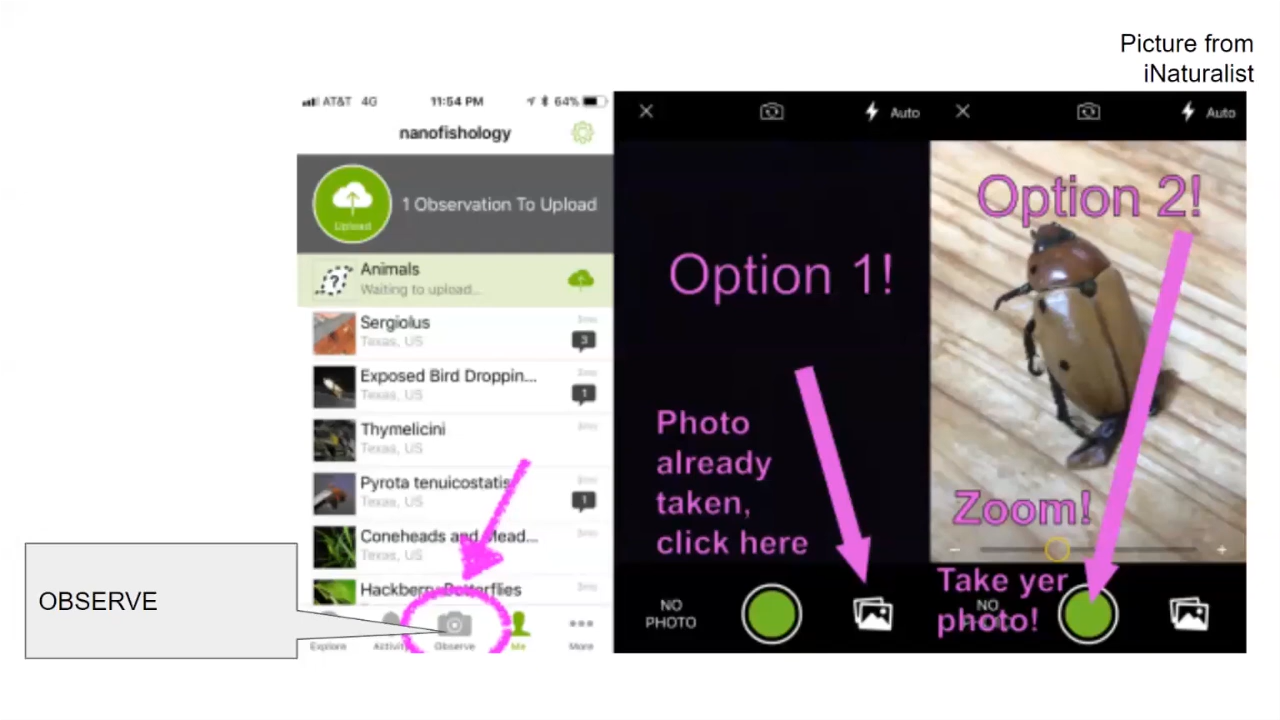 Picture from
iNaturalist
AT&T 4G 11:54 PM 64%
nanofishology
Upload
1 Observation To Upload
Animals
Waiting to upload...
Sergiolus
Texas, US
3
Exposed Bird Droppin...
Texas, US
1
Thymelicini
Texas, US
Pyrota tenuicostatis
Texas, US
1
Coneheads and Mead...
Texas, US
Hackberry Butterflies
Explore Activity Observe Me More
OBSERVE
Auto
Option 1!
Photo
already
taken,
click here
NO
PHOTO
Auto
Option 2!
Zoom!
Take yer
photo!
NO